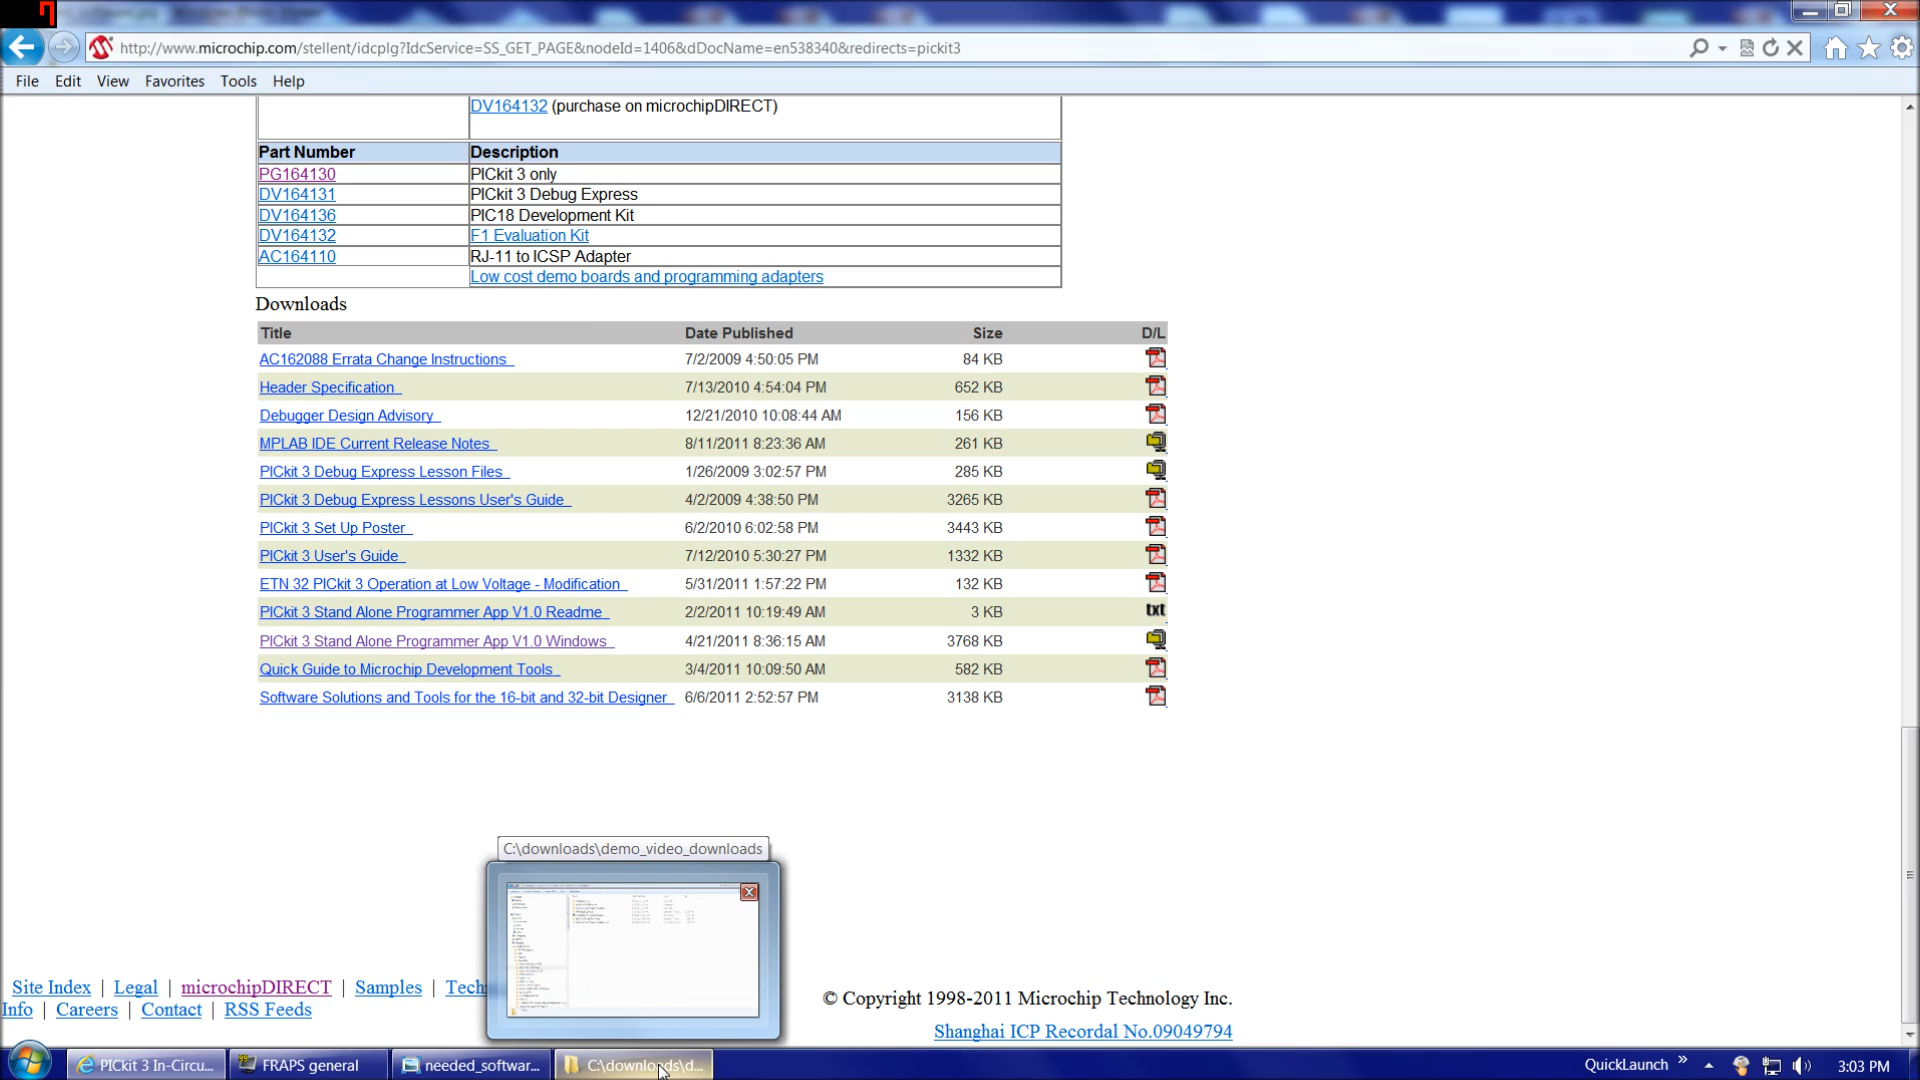 7
http://www.microchip.com/stellent/idcplg?IdcService=SS_GET_PAGE&nodeId=1406&dDocName=en538340&redirects=pickit3
File Edit View Favorites Tools Help
DV164132 (purchase on microchipDIRECT)
Part Number Description
PG164130 PICkit 3 only
DV164131 PICkit 3 Debug Express
DV164136 PIC18 Development Kit
DV164132 F1 Evaluation Kit
AC164110 RJ-11 to ICSP Adapter
Low cost demo boards and programming adapters
Downloads
Title Date Published Size D/L
AC162088 Errata Change Instructions 7/2/2009 4:50:05 PM 84 KB
Header Specification 7/13/2010 4:54:04 PM 652 KB
Debugger Design Advisory 12/21/2010 10:08:44 AM 156 KB
MPLAB IDE Current Release Notes 8/11/2011 8:23:36 AM 261 KB
PICkit 3 Debug Express Lesson Files 1/26/2009 3:02:57 PM 285 KB
PICkit 3 Debug Express Lessons User's Guide 4/2/2009 4:38:50 PM 3265 KB
PICkit 3 Set Up Poster 6/2/2010 6:02:58 PM 3443 KB
PICkit 3 User's Guide 7/12/2010 5:30:27 PM 1332 KB
ETN 32 PICkit 3 Operation at Low Voltage - Modification 5/31/2011 1:57:22 PM 132 KB
PICkit 3 Stand Alone Programmer App V1.0 Readme 2/2/2011 10:19:49 AM 3 KB txt
PICkit 3 Stand Alone Programmer App V1.0 Windows 4/21/2011 8:36:15 AM 3768 KB
Quick Guide to Microchip Development Tools 3/4/2011 10:09:50 AM 582 KB
Software Solutions and Tools for the 16-bit and 32-bit Designer 6/6/2011 2:52:57 PM 3138 KB
C:\downloads\demo_video_downloads
Site Index | Legal | microchipDIRECT | Samples | Tech
Info | Careers | Contact | RSS Feeds
© Copyright 1998-2011 Microchip Technology Inc.
Shanghai ICP Recordal No.09049794
PICkit 3 In-Circu... FRAPS general needed_softwar... C:\downloads\d... QuickLaunch » 3:03 PM